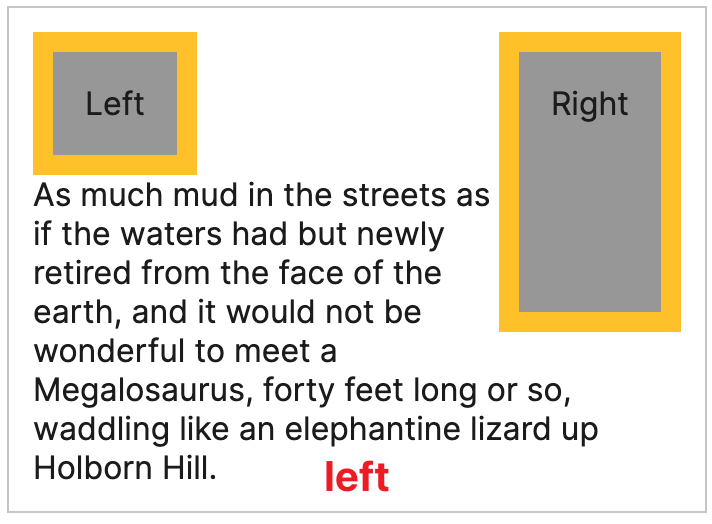 Left
Right
As much mud in the streets as
if the waters had but newly
retired from the face of the
earth, and it would not be
wonderful to meet a
Megalosaurus, forty feet long or so,
waddling like an elephantine lizard up
Holborn Hill.
left